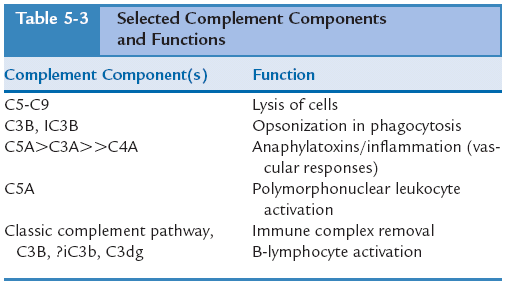 Table 5-3 Selected Complement Components
and Functions
Complement Component(s) Function
C5-C9 Lysis of cells
C3B, IC3B Opsonization in phagocytosis
C5A>C3A>>C4A Anaphylatoxins/inflammation (vas-
cular responses)
C5A Polymorphonuclear leukocyte
activation
Classic complement pathway, Immune complex removal
C3B, ?iC3b, C3dg B-lymphocyte activation